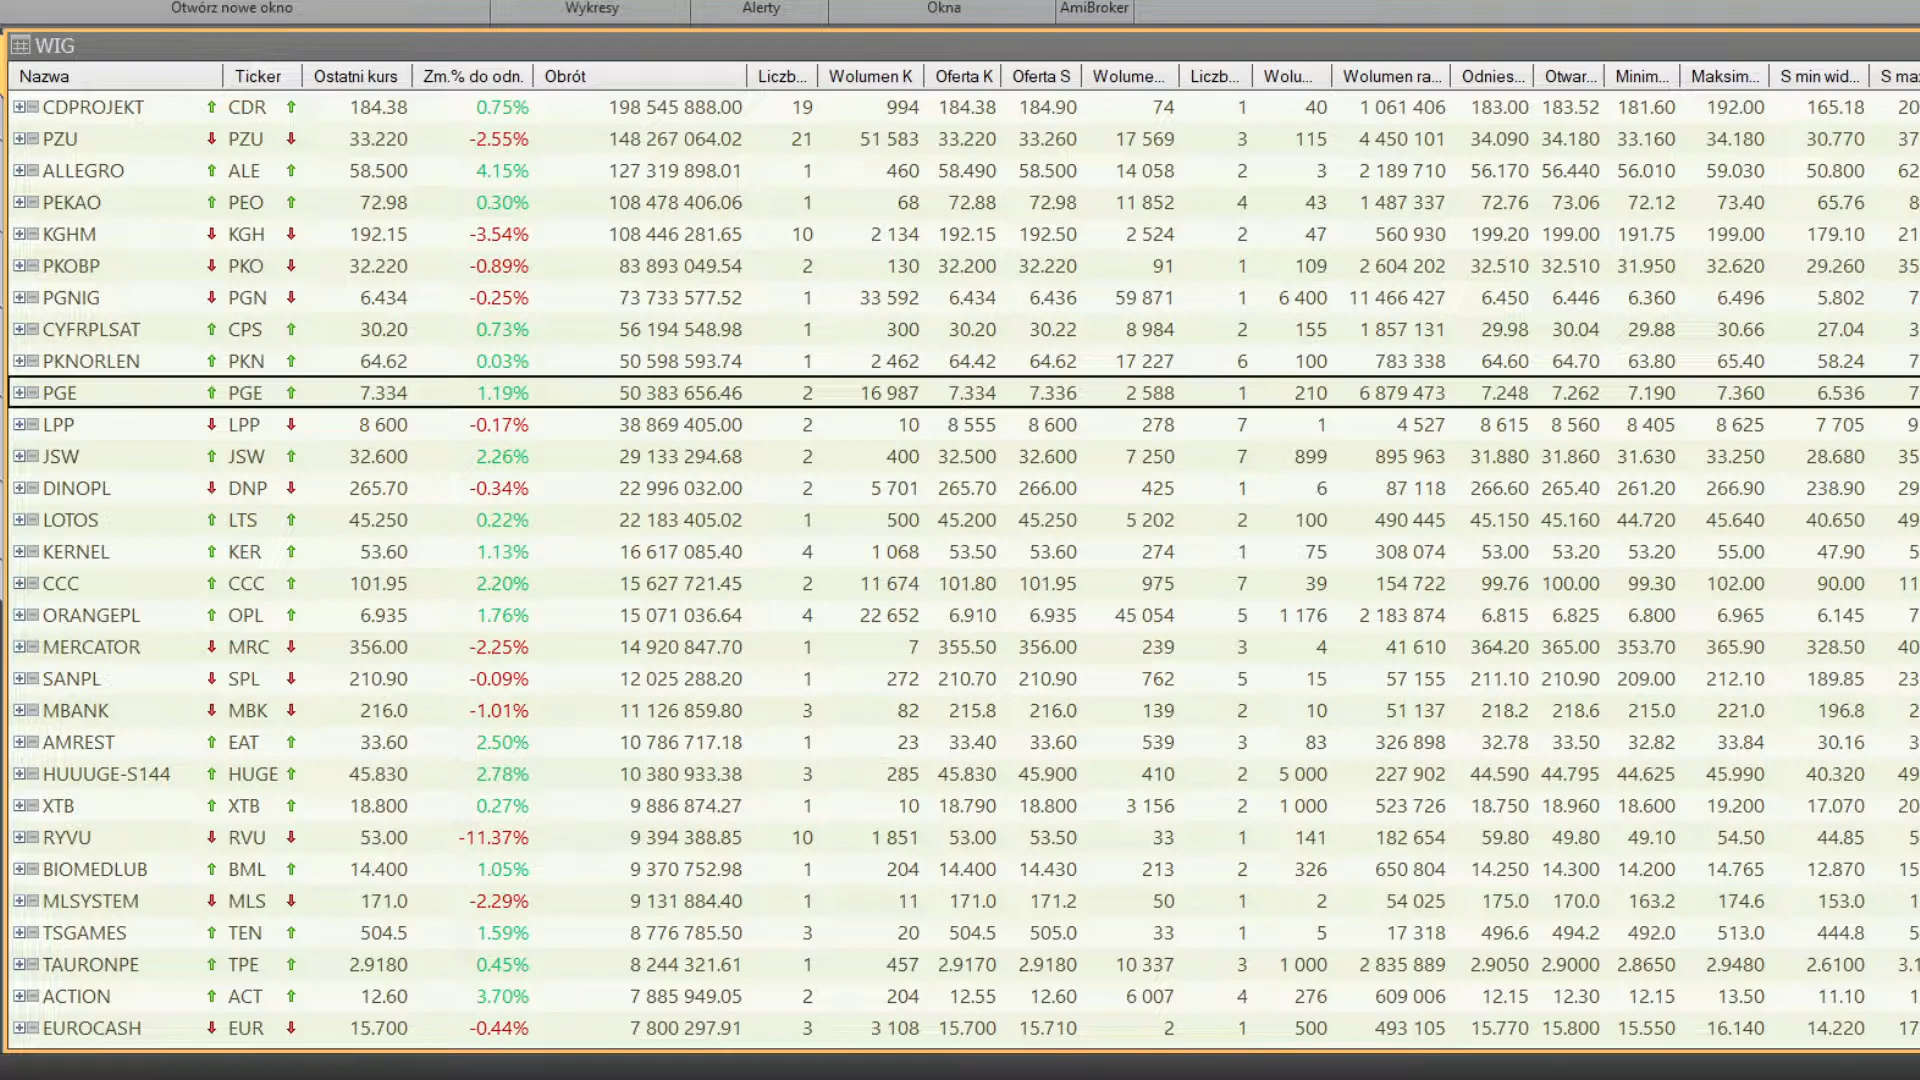 Otwórz nowe okno Wykresy Alerty Okna AmiBroker
WIG
Nazwa Ticker Ostatni kurs Zm.% do odn. Obrót Liczb... Wolumen K Oferta K Oferta S Wolume... Liczb... Wolu... Wolumen ra... Odnies... Otwar... Minim... Maksim... S min wid... S ma
CDPROJEKT CDR 184.38 0.75% 198 545 888.00 19 994 184.38 184.90 74 1 40 1 061 406 183.00 183.52 181.60 192.00 165.18 20
PZU PZU 33.220 -2.55% 148 267 064.02 21 51 583 33.220 33.260 17 569 3 115 4 450 101 34.090 34.180 33.160 34.180 30.770 37
ALLEGRO ALE 58.500 4.15% 127 319 898.01 1 460 58.490 58.500 14 058 2 3 2 189 710 56.170 56.440 56.010 59.030 50.800 62
PEKAO PEO 72.98 0.30% 108 478 406.06 1 68 72.88 72.98 11 852 4 43 1 487 337 72.76 73.06 72.12 73.40 65.76 8
KGHM KGH 192.15 -3.54% 108 446 281.65 10 2 134 192.15 192.50 2 524 2 47 560 930 199.20 199.00 191.75 199.00 179.10 21
PKOBP PKO 32.220 -0.89% 83 893 049.54 2 130 32.200 32.220 91 1 109 2 604 202 32.510 32.510 31.950 32.620 29.260 35
PGNIG PGN 6.434 -0.25% 73 733 577.52 1 33 592 6.434 6.436 59 871 1 6 400 11 466 427 6.450 6.446 6.360 6.496 5.802 7
CYFRPLSAT CPS 30.20 0.73% 56 194 548.98 1 300 30.20 30.22 8 984 2 155 1 857 131 29.98 30.04 29.88 30.66 27.04 3
PKNORLEN PKN 64.62 0.03% 50 598 593.74 1 2 462 64.42 64.62 17 227 6 100 783 338 64.60 64.70 63.80 65.40 58.24 7
PGE PGE 7.334 1.19% 50 383 656.46 2 16 987 7.334 7.336 2 588 1 210 6 879 473 7.248 7.262 7.190 7.360 6.536 7
LPP LPP 8 600 -0.17% 38 869 405.00 2 10 8 555 8 600 278 7 1 4 527 8 615 8 560 8 405 8 625 7 705 9
JSW JSW 32.600 2.26% 29 133 294.68 2 400 32.500 32.600 7 250 7 899 895 963 31.880 31.860 31.630 33.250 28.680 35
DINOPL DNP 265.70 -0.34% 22 996 032.00 2 5 701 265.70 266.00 425 1 6 87 118 266.60 265.40 261.20 266.90 238.90 29
LOTOS LTS 45.250 0.22% 22 183 405.02 1 500 45.200 45.250 5 202 2 100 490 445 45.150 45.160 44.720 45.640 40.650 49
KERNEL KER 53.60 1.13% 16 617 085.40 4 1 068 53.50 53.60 274 1 75 308 074 53.00 53.20 53.20 55.00 47.90 5
CCC CCC 101.95 2.20% 15 627 721.45 2 11 674 101.80 101.95 975 7 39 154 722 99.76 100.00 99.30 102.00 90.00 11
ORANGEPL OPL 6.935 1.76% 15 071 036.64 4 22 652 6.910 6.935 45 054 5 1 176 2 183 874 6.815 6.825 6.800 6.965 6.145 7
MERCATOR MRC 356.00 -2.25% 14 920 847.70 1 7 355.50 356.00 239 3 4 41 610 364.20 365.00 353.70 365.90 328.50 40
SANPL SPL 210.90 -0.09% 12 025 288.20 1 272 210.70 210.90 762 5 15 57 155 211.10 210.90 209.00 212.10 189.85 23
MBANK MBK 216.0 -1.01% 11 126 859.80 3 82 215.8 216.0 139 2 10 51 137 218.2 218.6 215.0 221.0 196.8 2
AMREST EAT 33.60 2.50% 10 786 717.18 1 23 33.40 33.60 539 3 83 326 898 32.78 33.50 32.82 33.84 30.16 3
HUUUGE-S144 HUGE 45.830 2.78% 10 380 933.38 3 285 45.830 45.900 410 2 5 000 227 902 44.590 44.795 44.625 45.990 40.320 49
XTB XTB 18.800 0.27% 9 886 874.27 1 10 18.790 18.800 3 156 2 1 000 523 726 18.750 18.960 18.600 19.200 17.070 20
RYVU RVU 53.00 -11.37% 9 394 388.85 10 1 851 53.00 53.50 33 1 141 182 654 59.80 49.80 49.10 54.50 44.85 5
BIOMEDLUB BML 14.400 1.05% 9 370 752.98 1 204 14.400 14.430 213 2 326 650 804 14.250 14.300 14.200 14.765 12.870 15
MLSYSTEM MLS 171.0 -2.29% 9 131 884.40 1 11 171.0 171.2 50 1 2 54 025 175.0 170.0 163.2 174.6 153.0 1
TSGAMES TEN 504.5 1.59% 8 776 785.50 3 20 504.5 505.0 33 1 5 17 318 496.6 494.2 492.0 513.0 444.8 5
TAURONPE TPE 2.9180 0.45% 8 244 321.61 1 457 2.9170 2.9180 10 337 3 1 000 2 835 889 2.9050 2.9000 2.8650 2.9480 2.6100 3.1
ACTION ACT 12.60 3.70% 7 885 949.05 2 204 12.55 12.60 6 007 4 276 609 006 12.15 12.30 12.15 13.50 11.10 1
EUROCASH EUR 15.700 -0.44% 7 800 297.91 3 3 108 15.700 15.710 2 1 500 493 105 15.770 15.800 15.550 16.140 14.220 17